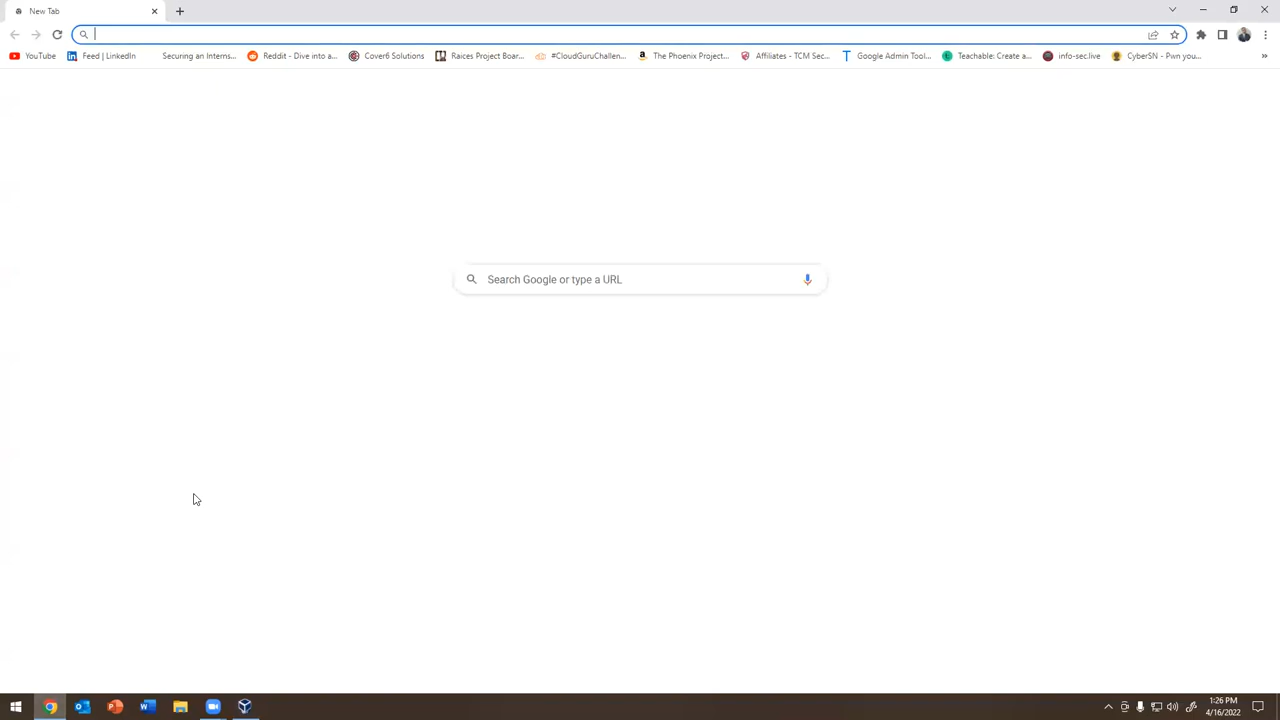 New Tab
YouTube
Feed | LinkedIn
Securing an Interns...
Reddit - Dive into a...
Cover6 Solutions
Raices Project Boar...
#CloudGuruChallen...
The Phoenix Project...
Affiliates - TCM Sec...
Google Admin Tool...
Teachable: Create a...
info-sec.live
CyberSN - Pwn you...
Search Google or type a URL
1:26 PM
4/16/2022